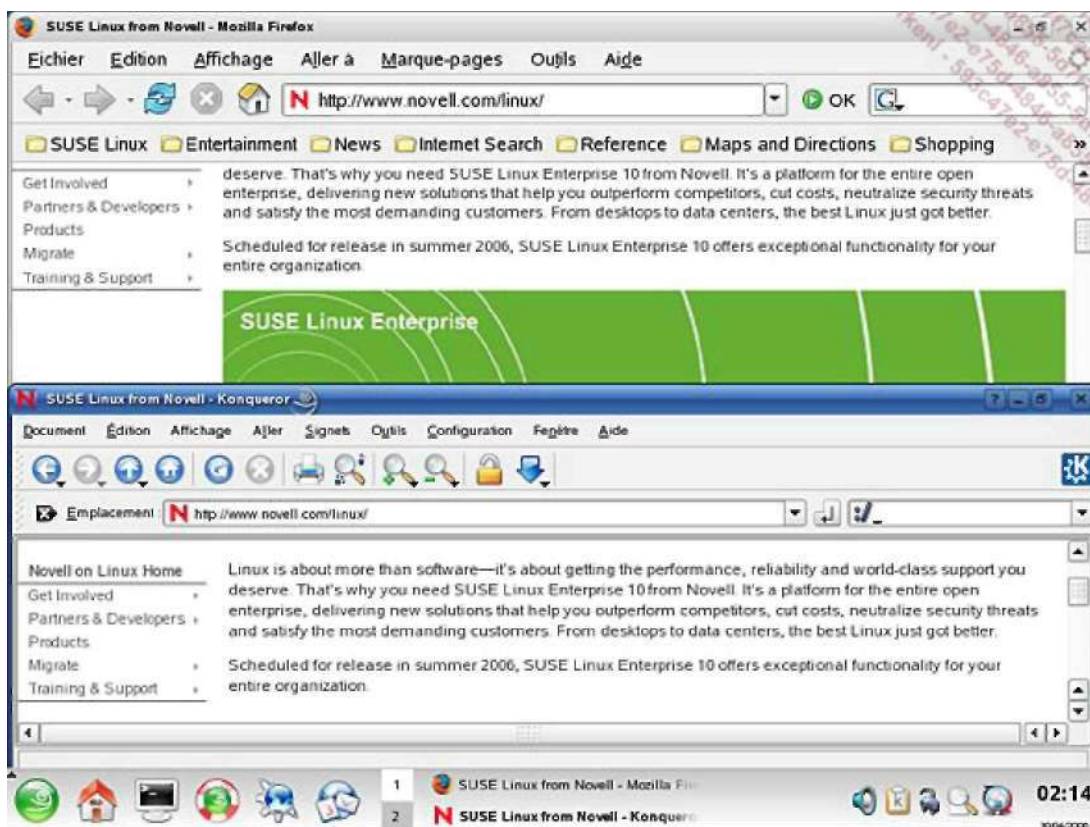 SUSE Linux from Novell - Mozilla Firefox
Fichier Edition Affichage Aller à Marque-pages Outils Aide
http://www.novell.com/linux/ OK
SUSE Linux Entertainment News Internet Search Reference Maps and Directions Shopping »
Get Involved
Partners & Developers
Products
Migrate
Training & Support
deserve. That's why you need SUSE Linux Enterprise 10 from Novell. It's a platform for the entire open
enterprise, delivering new solutions that help you outperform competitors, cut costs, neutralize security threats
and satisfy the most demanding customers. From desktops to data centers, the best Linux just got better.
Scheduled for release in summer 2006, SUSE Linux Enterprise 10 offers exceptional functionality for your
entire organization.
SUSE Linux Enterprise
SUSE Linux from Novell - Konqueror
Document Édition Affichage Aller Signets Outils Configuration Fenêtre Aide
Emplacement : http://www.novell.com/linux/
Novell on Linux Home
Get Involved
Partners & Developers
Products
Migrate
Training & Support
Linux is about more than software—it's about getting the performance, reliability and world-class support you
deserve. That's why you need SUSE Linux Enterprise 10 from Novell. It's a platform for the entire open
enterprise, delivering new solutions that help you outperform competitors, cut costs, neutralize security threats
and satisfy the most demanding customers. From desktops to data centers, the best Linux just got better.
Scheduled for release in summer 2006, SUSE Linux Enterprise 10 offers exceptional functionality for your
entire organization.
1 SUSE Linux from Novell - Mozilla
2 SUSE Linux from Novell - Konquer
02:14